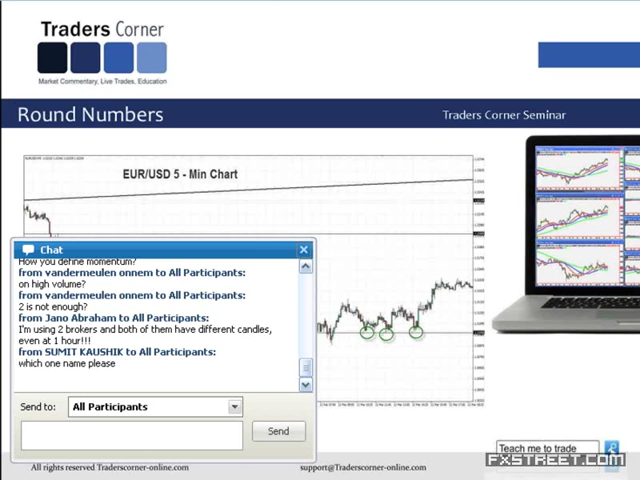 Traders Corner
Market Commentary, Live Trades, Education
Round Numbers
Traders Corner Seminar
EUR/USD 5 - Min Chart
Chat
How you define momentum?
from vandermeulen onnem to All Participants:
on high volume?
from vandermeulen onnem to All Participants:
2 is not enough?
from Jano Abraham to All Participants:
I'm using 2 brokers and both of them have different candles,
even at 1 hour!!!
from SUMIT KAUSHIK to All Participants:
which one name please
Send to:
All Participants
Send
Teach me to trade
FXSTREET.COM
All rights reserved Traderscorner-online.com
support@Traderscorner-online.com